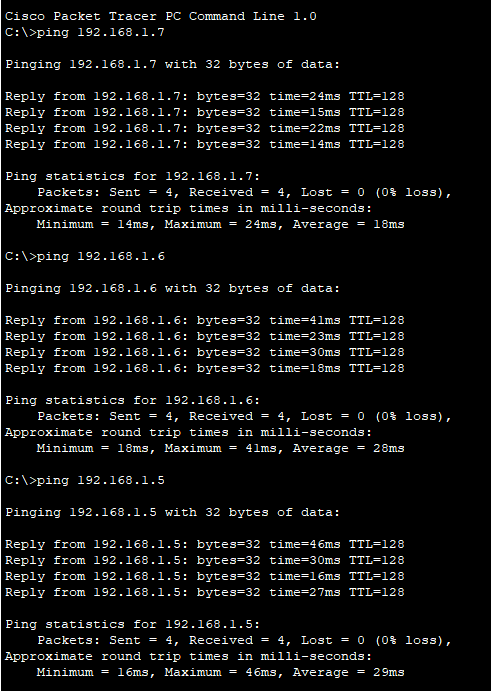 Cisco Packet Tracer PC Command Line 1.0
C:\>ping 192.168.1.7
Pinging 192.168.1.7 with 32 bytes of data:
Reply from 192.168.1.7: bytes=32 time=24ms TTL=128
Reply from 192.168.1.7: bytes=32 time=15ms TTL=128
Reply from 192.168.1.7: bytes=32 time=22ms TTL=128
Reply from 192.168.1.7: bytes=32 time=14ms TTL=128
Ping statistics for 192.168.1.7:
    Packets: Sent = 4, Received = 4, Lost = 0 (0% loss),
Approximate round trip times in milli-seconds:
    Minimum = 14ms, Maximum = 24ms, Average = 18ms
C:\>ping 192.168.1.6
Pinging 192.168.1.6 with 32 bytes of data:
Reply from 192.168.1.6: bytes=32 time=41ms TTL=128
Reply from 192.168.1.6: bytes=32 time=23ms TTL=128
Reply from 192.168.1.6: bytes=32 time=30ms TTL=128
Reply from 192.168.1.6: bytes=32 time=18ms TTL=128
Ping statistics for 192.168.1.6:
    Packets: Sent = 4, Received = 4, Lost = 0 (0% loss),
Approximate round trip times in milli-seconds:
    Minimum = 18ms, Maximum = 41ms, Average = 28ms
C:\>ping 192.168.1.5
Pinging 192.168.1.5 with 32 bytes of data:
Reply from 192.168.1.5: bytes=32 time=46ms TTL=128
Reply from 192.168.1.5: bytes=32 time=30ms TTL=128
Reply from 192.168.1.5: bytes=32 time=16ms TTL=128
Reply from 192.168.1.5: bytes=32 time=27ms TTL=128
Ping statistics for 192.168.1.5:
    Packets: Sent = 4, Received = 4, Lost = 0 (0% loss),
Approximate round trip times in milli-seconds:
    Minimum = 16ms, Maximum = 46ms, Average = 29ms